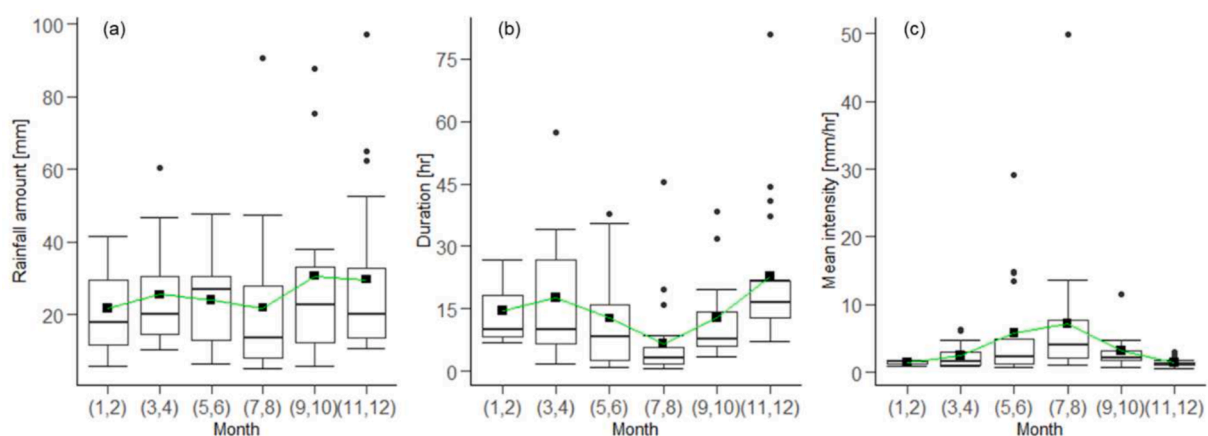 (a)
Rainfall amount [mm]
100
80
60
40
20
(1,2) (3,4) (5,6) (7,8) (9,10) (11,12)
Month
(b)
Duration [hr]
75
60
45
30
15
0
(1,2) (3,4) (5,6) (7,8) (9,10) (11,12)
Month
(c)
Mean intensity [mm/hr]
50
40
30
20
10
0
(1,2) (3,4) (5,6) (7,8) (9,10) (11,12)
Month